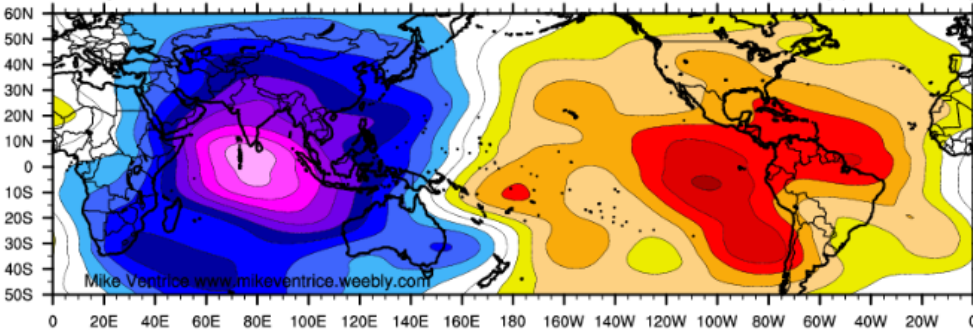 60N
50N
40N
30N
20N
10N
0
10S
20S
30S
40S
50S
Mike Ventrice www.mikeventrice.weebly.com
0 20E 40E 60E 80E 100E 120E 140E 160E 180 160W 140W 120W 100W 80W 60W 40W 20W